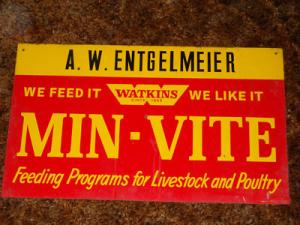 A. W. ENTGELMEIER
WE FEED IT WATKINS WE LIKE IT
SINCE 1868
MIN-VITE
Feeding Programs for Livestock and Poultry